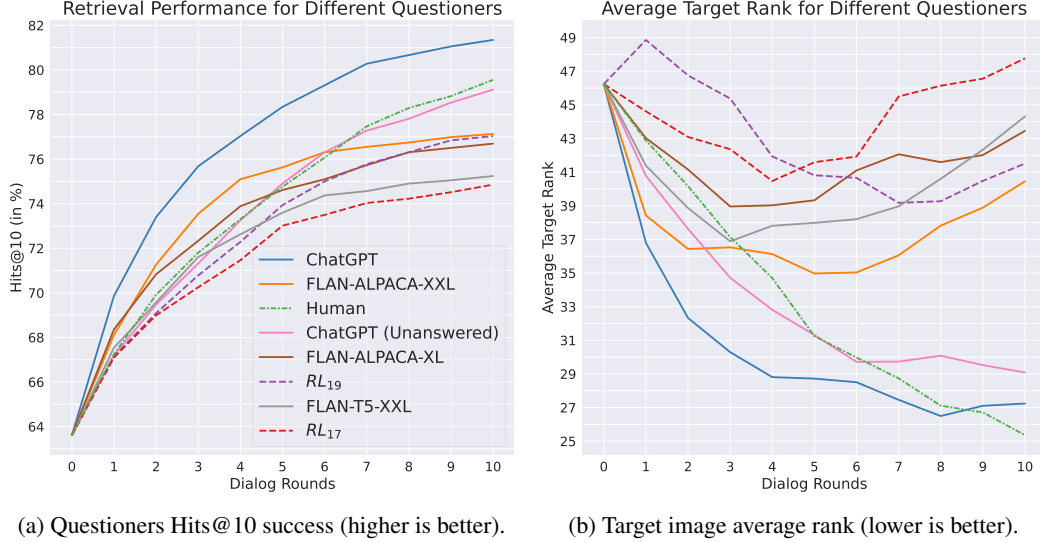 Retrieval Performance for Different Questioners
Hits@10 (in %)
82
80
78
76
74
72
70
68
66
64
0 1 2 3 4 5 6 7 8 9 10
Dialog Rounds
ChatGPT
FLAN-ALPACA-XXL
Human
ChatGPT (Unanswered)
FLAN-ALPACA-XL
RL19
FLAN-T5-XXL
RL17
(a) Questioners Hits@10 success (higher is better).
Average Target Rank for Different Questioners
Average Target Rank
49
47
45
43
41
39
37
35
33
31
29
27
25
0 1 2 3 4 5 6 7 8 9 10
Dialog Rounds
(b) Target image average rank (lower is better).